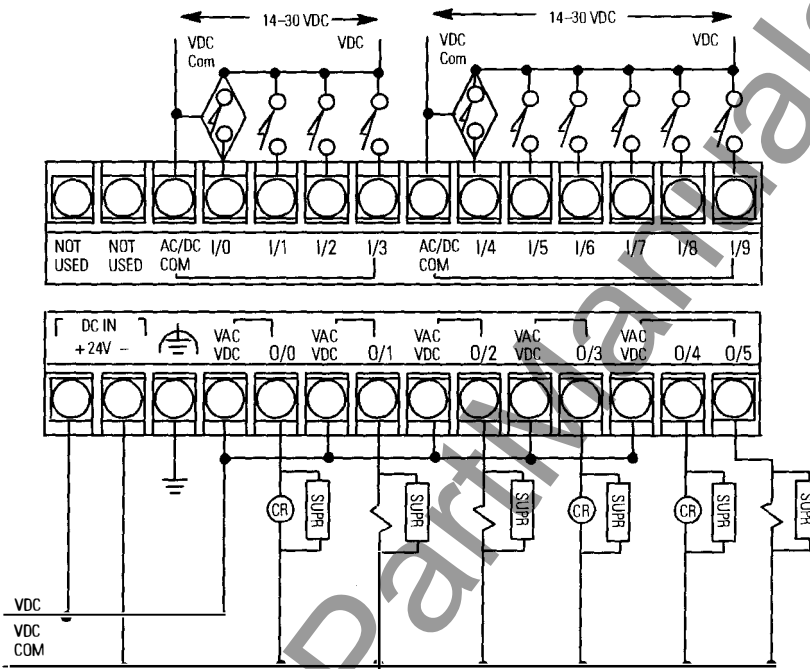 14-30 VDC
14-30 VDC
VDC
Com
VDC
VDC
Com
VDC
NOT
USED
NOT
USED
AC/DC
COM
I/0
I/1
I/2
I/3
AC/DC
COM
I/4
I/5
I/6
I/7
I/8
I/9
DC IN
+24V -
VAC
VDC
O/0
VAC
VDC
O/1
VAC
VDC
O/2
VAC
VDC
O/3
VAC
VDC
O/4
O/5
CR
SUPR
SUPR
SUPR
CR
SUPR
CR
SUPR
SUPR
VDC
VDC
COM
PartManuals